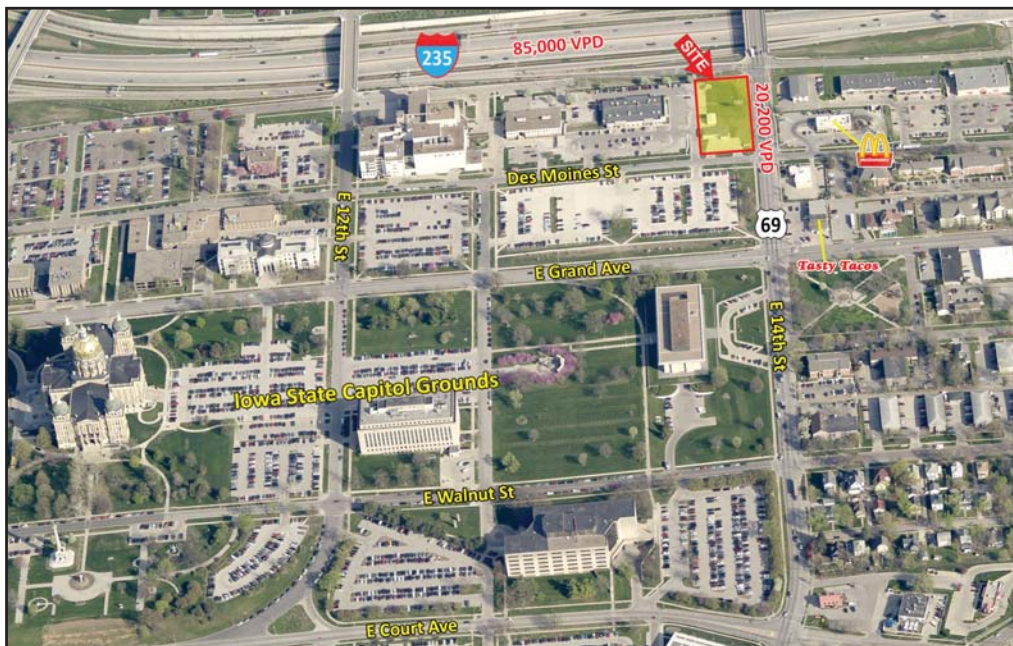 85,000 VPD
235
SITE
20,200 VPD
Des Moines St
E 12th St
69
E Grand Ave
Tasty Tacos
E 14th St
Iowa State Capitol Grounds
E Walnut St
E Court Ave